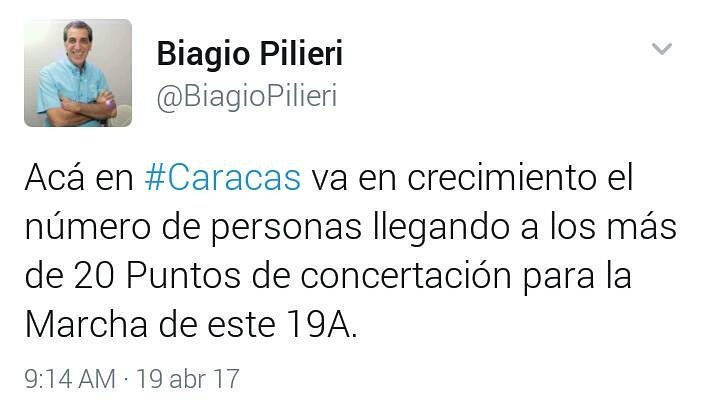 Biagio Pilieri
@BiagioPilieri
Acá en #Caracas va en crecimiento el
número de personas llegando a los más
de 20 Puntos de concertación para la
Marcha de este 19A.
9:14 AM · 19 abr 17